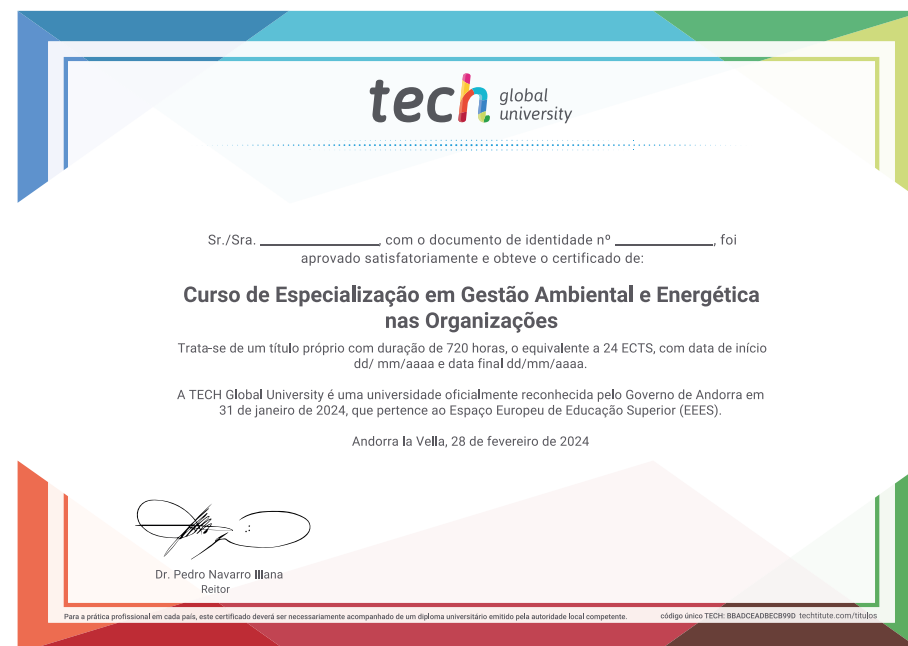 tech global
university
Sr./Sra. ________________, com o documento de identidade nº _____________, foi
aprovado satisfatoriamente e obteve o certificado de:
Curso de Especialização em Gestão Ambiental e Energética
nas Organizações
Trata-se de um título próprio com duração de 720 horas, o equivalente a 24 ECTS, com data de início
dd/ mm/aaaa e data final dd/mm/aaaa.
A TECH Global University é uma universidade oficialmente reconhecida pelo Governo de Andorra em
31 de janeiro de 2024, que pertence ao Espaço Europeu de Educação Superior (EEES).
Andorra la Vella, 28 de fevereiro de 2024
Dr. Pedro Navarro Illana
Reitor
Para a prática profissional em cada país, este certificado deverá ser necessariamente acompanhado de um diploma universitário emitido pela autoridade local competente. código único TECH: BBADCEADBECB99D techtitute.com/titulos